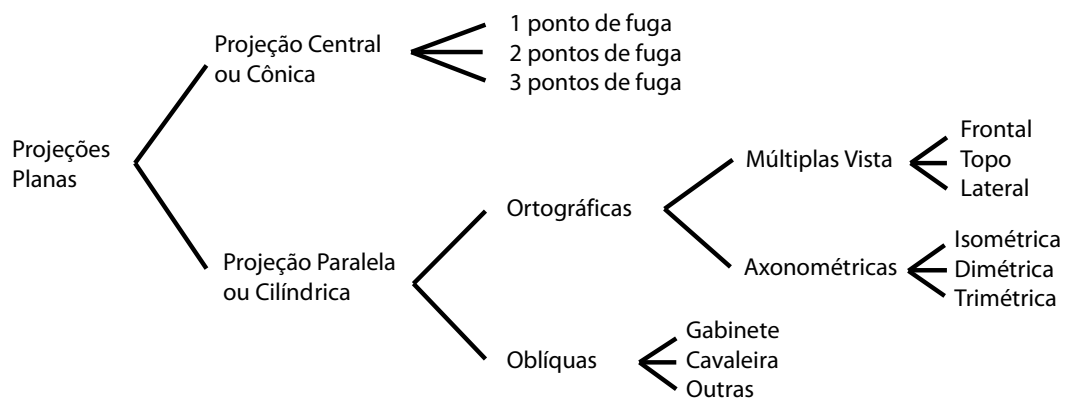 Projeções
Planas
Projeção Central
ou Cônica
1 ponto de fuga
2 pontos de fuga
3 pontos de fuga
Projeção Paralela
ou Cilíndrica
Ortográficas
Múltiplas Vista
Frontal
Topo
Lateral
Axonométricas
Isométrica
Dimétrica
Trimétrica
Oblíquas
Gabinete
Cavaleira
Outras